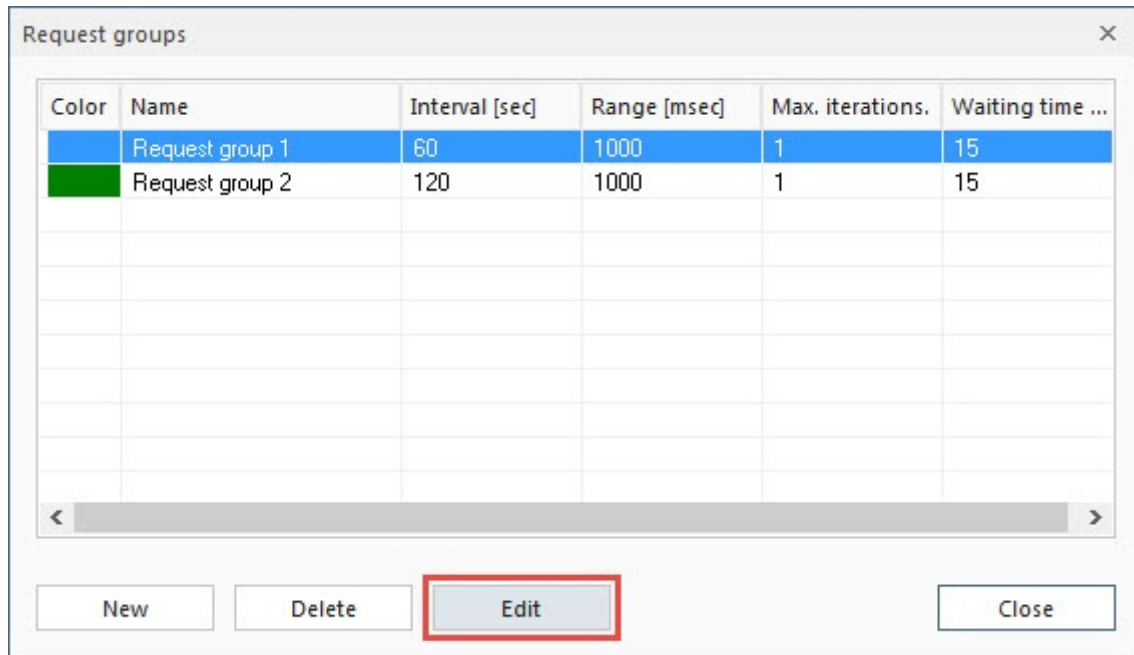 Request groups
Color Name Interval [sec] Range [msec] Max. iterations. Waiting time ...
Request group 1 60 1000 1 15
Request group 2 120 1000 1 15
New Delete Edit Close